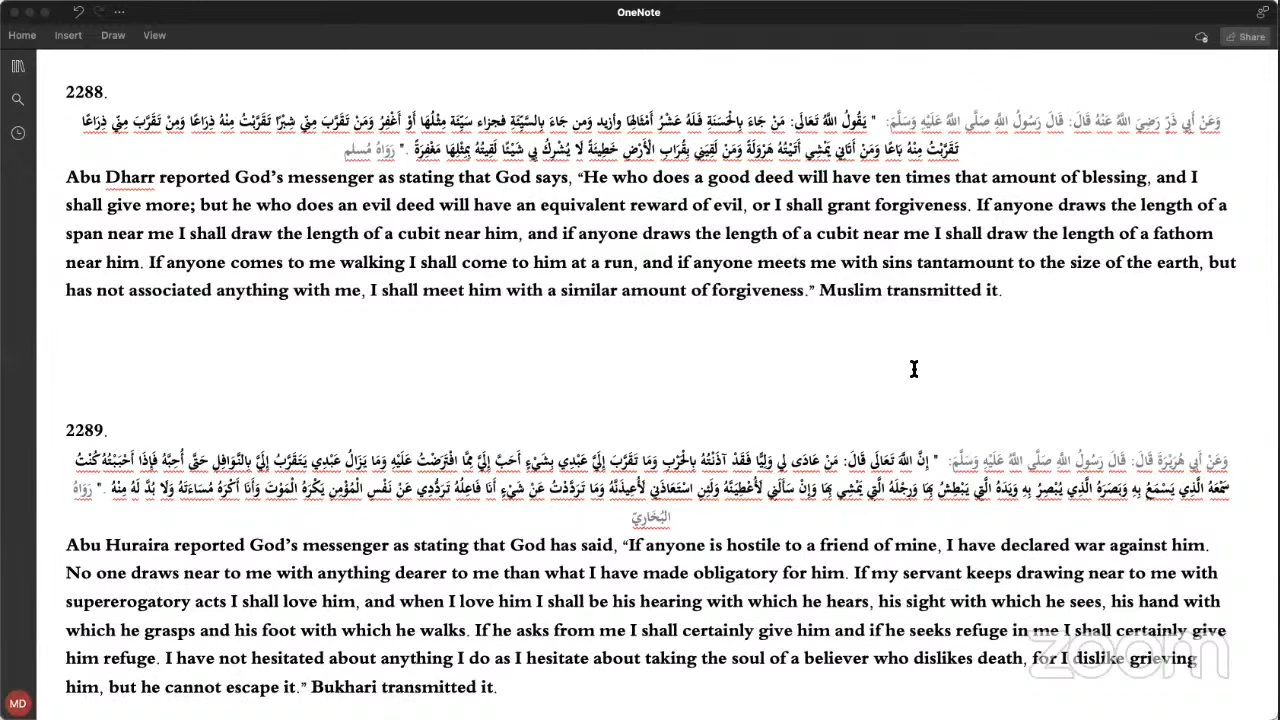 OneNote
Home Insert Draw View
Share
2288.
وَعَنْ أَبِي ذَرٍّ رَضِيَ اللَّهُ عَنْهُ قَالَ: قَالَ رَسُولُ اللَّهِ صَلَّى اللَّهُ عَلَيْهِ وَسَلَّمَ: " يَقُولُ اللَّهُ تَعَالَى: مَنْ جَاءَ بِالْحَسَنَةِ فَلَهُ عَشْرُ أَمْثَالِهَا وأَزِيد وَمن جَاءَ بِالسَّيِّئَةِ فجزاء سَيِّئَة مِثْلُهَا أَوْ أَغْفِرُ وَمَنْ تَقَرَّبَ مِنِّي شِبْرًا تَقَرَّبْتُ مِنْهُ ذِرَاعًا وَمِنْ تَقَرَّبَ مِنِّي ذِرَاعًا
تَقَرَّبْتُ مِنْهُ بَاعًا وَمَنْ أَتَانِي يَمْشِي أَتَيْتُهُ هَرْوَلَةً وَمَنْ لَقِيَنِي بِقُرَابِ الْأَرْضِ خَطِيئَةً لَا يُشْرِكُ بِي شَيْئًا لَقِيتُهُ بِمِثْلِهَا مَغْفِرَةً ." رَوَاهُ مُسلم
Abu Dharr reported God's messenger as stating that God says, “He who does a good deed will have ten times that amount of blessing, and I
shall give more; but he who does an evil deed will have an equivalent reward of evil, or I shall grant forgiveness. If anyone draws the length of a
span near me I shall draw the length of a cubit near him, and if anyone draws the length of a cubit near me I shall draw the length of a fathom
near him. If anyone comes to me walking I shall come to him at a run, and if anyone meets me with sins tantamount to the size of the earth, but
has not associated anything with me, I shall meet him with a similar amount of forgiveness.” Muslim transmitted it.
2289.
وَعَنْ أَبِي هُرَيْرَةَ قَالَ: قَالَ رَسُولُ اللَّهِ صَلَّى اللَّهُ عَلَيْهِ وَسَلَّمَ: " إِنَّ اللَّهَ تَعَالَى قَالَ: مَنْ عَادَى لِي وَلِيًّا فَقَدْ آذَنْتُهُ بِالْحَرْبِ وَمَا تَقَرَّبَ إِلَيَّ عَبْدِي بِشَيْءٍ أَحَبَّ إِلَيَّ مِمَّا افْتَرَضْتُ عَلَيْهِ وَمَا يَزَالُ عَبْدِي يَتَقَرَّبُ إِلَيَّ بِالنَّوَافِلِ حَتَّى أُحِبَّهُ فَإِذَا أَحْبَبْتُهُ كُنْتُ
سَمْعَهُ الَّذِي يَسْمَعُ بِهِ وَبَصَرَهُ الَّذِي يُبْصِرُ بِهِ وَيَدَهُ الَّتِي يَبْطِشُ بِهَا وَرِجْلَهُ الَّتِي يَمْشِي بِهَا وَإِنْ سَأَلَنِي لَأُعْطِيَنَّهُ وَلَئِنِ اسْتَعَاذَنِي لَأُعِيذَنَّهُ وَمَا تَرَدَّدْتُ عَنْ شَيْءٍ أَنَا فَاعِلُهُ تَرَدُّدِي عَنْ نَفْسِ الْمُؤْمِنِ يَكْرَهُ الْمَوْتَ وَأَنَا أَكْرَهُ مُسَاءَتَهُ وَلَا بُدَّ لَهُ مِنْهُ ." رَوَاهُ
الْبُخَارِيّ
Abu Huraira reported God's messenger as stating that God has said, “If anyone is hostile to a friend of mine, I have declared war against him.
No one draws near to me with anything dearer to me than what I have made obligatory for him. If my servant keeps drawing near to me with
supererogatory acts I shall love him, and when I love him I shall be his hearing with which he hears, his sight with which he sees, his hand with
which he grasps and his foot with which he walks. If he asks from me I shall certainly give him and if he seeks refuge in me I shall certainly give
him refuge. I have not hesitated about anything I do as I hesitate about taking the soul of a believer who dislikes death, for I dislike grieving
him, but he cannot escape it.” Bukhari transmitted it.
zoom
MD